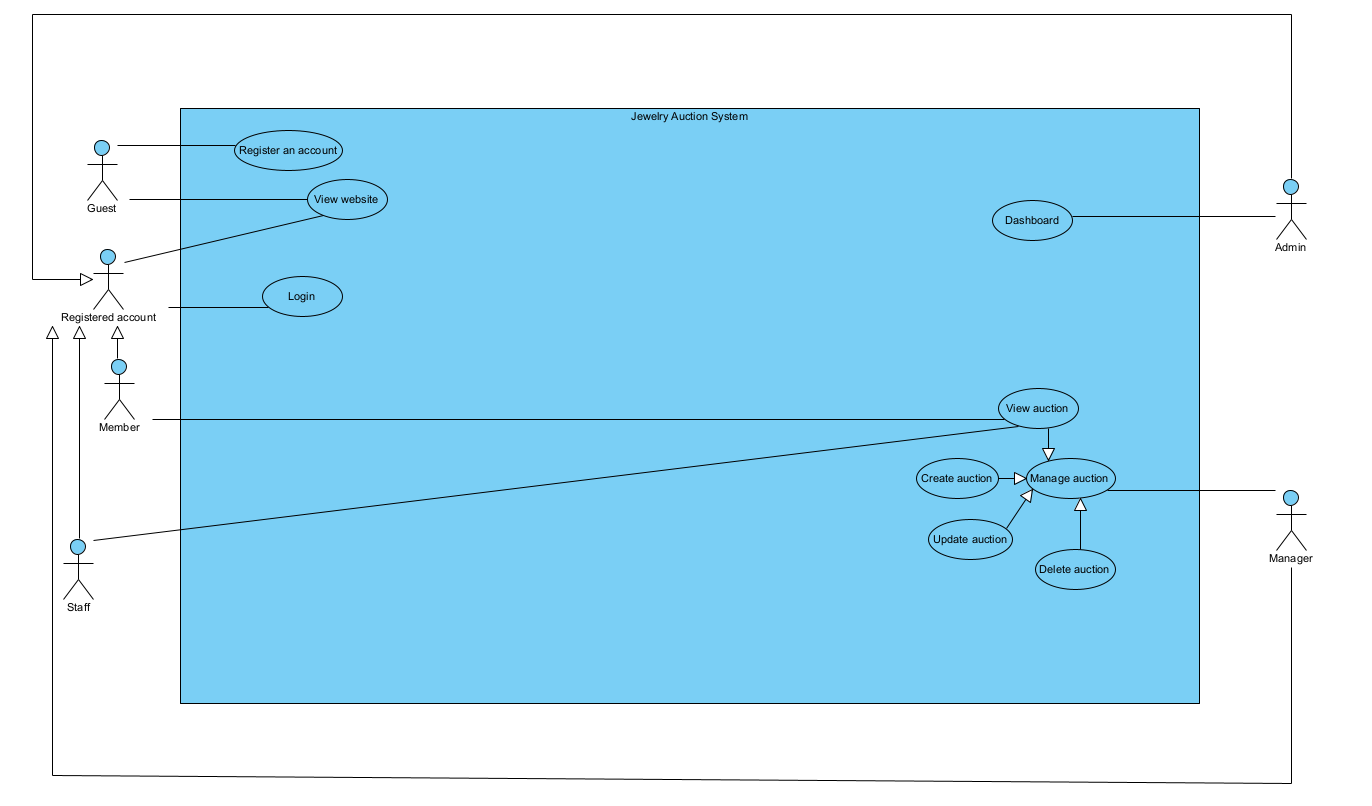 Jewelry Auction System
Register an account
View website
Guest
Dashboard
Admin
Login
Registered account
View auction
Member
Create auction
Manage auction
Update auction
Delete auction
Manager
Staff